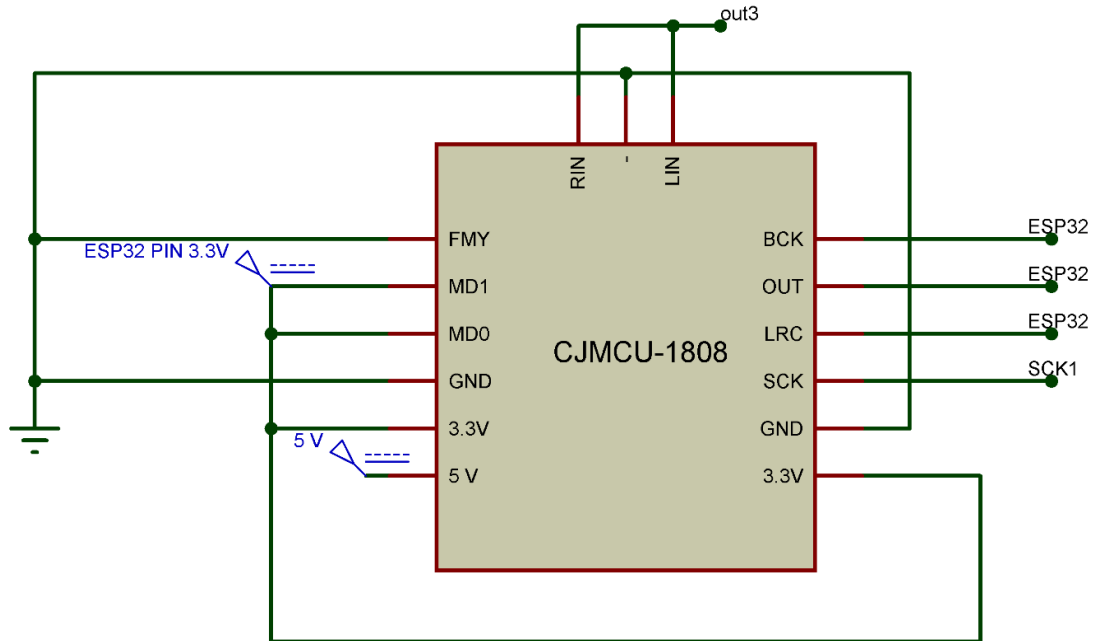 out3
RIN
-
LIN
FMY
BCK
ESP32
ESP32 PIN 3.3V
MD1
OUT
ESP32
MD0
LRC
ESP32
CJMCU-1808
GND
SCK
SCK1
3.3V
GND
5 V
5 V
3.3V